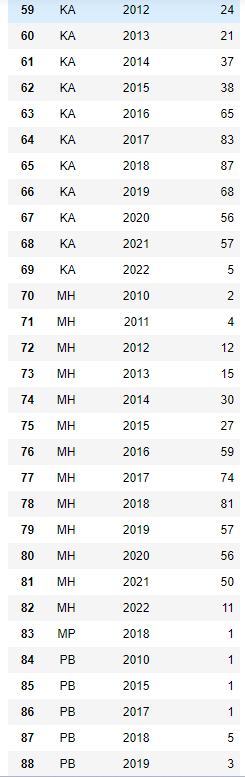 59 KA 2012 24
60 KA 2013 21
61 KA 2014 37
62 KA 2015 38
63 KA 2016 65
64 KA 2017 83
65 KA 2018 87
66 KA 2019 68
67 KA 2020 56
68 KA 2021 57
69 KA 2022 5
70 MH 2010 2
71 MH 2011 4
72 MH 2012 12
73 MH 2013 15
74 MH 2014 30
75 MH 2015 27
76 MH 2016 59
77 MH 2017 74
78 MH 2018 81
79 MH 2019 57
80 MH 2020 56
81 MH 2021 50
82 MH 2022 11
83 MP 2018 1
84 PB 2010 1
85 PB 2015 1
86 PB 2017 1
87 PB 2018 5
88 PB 2019 3